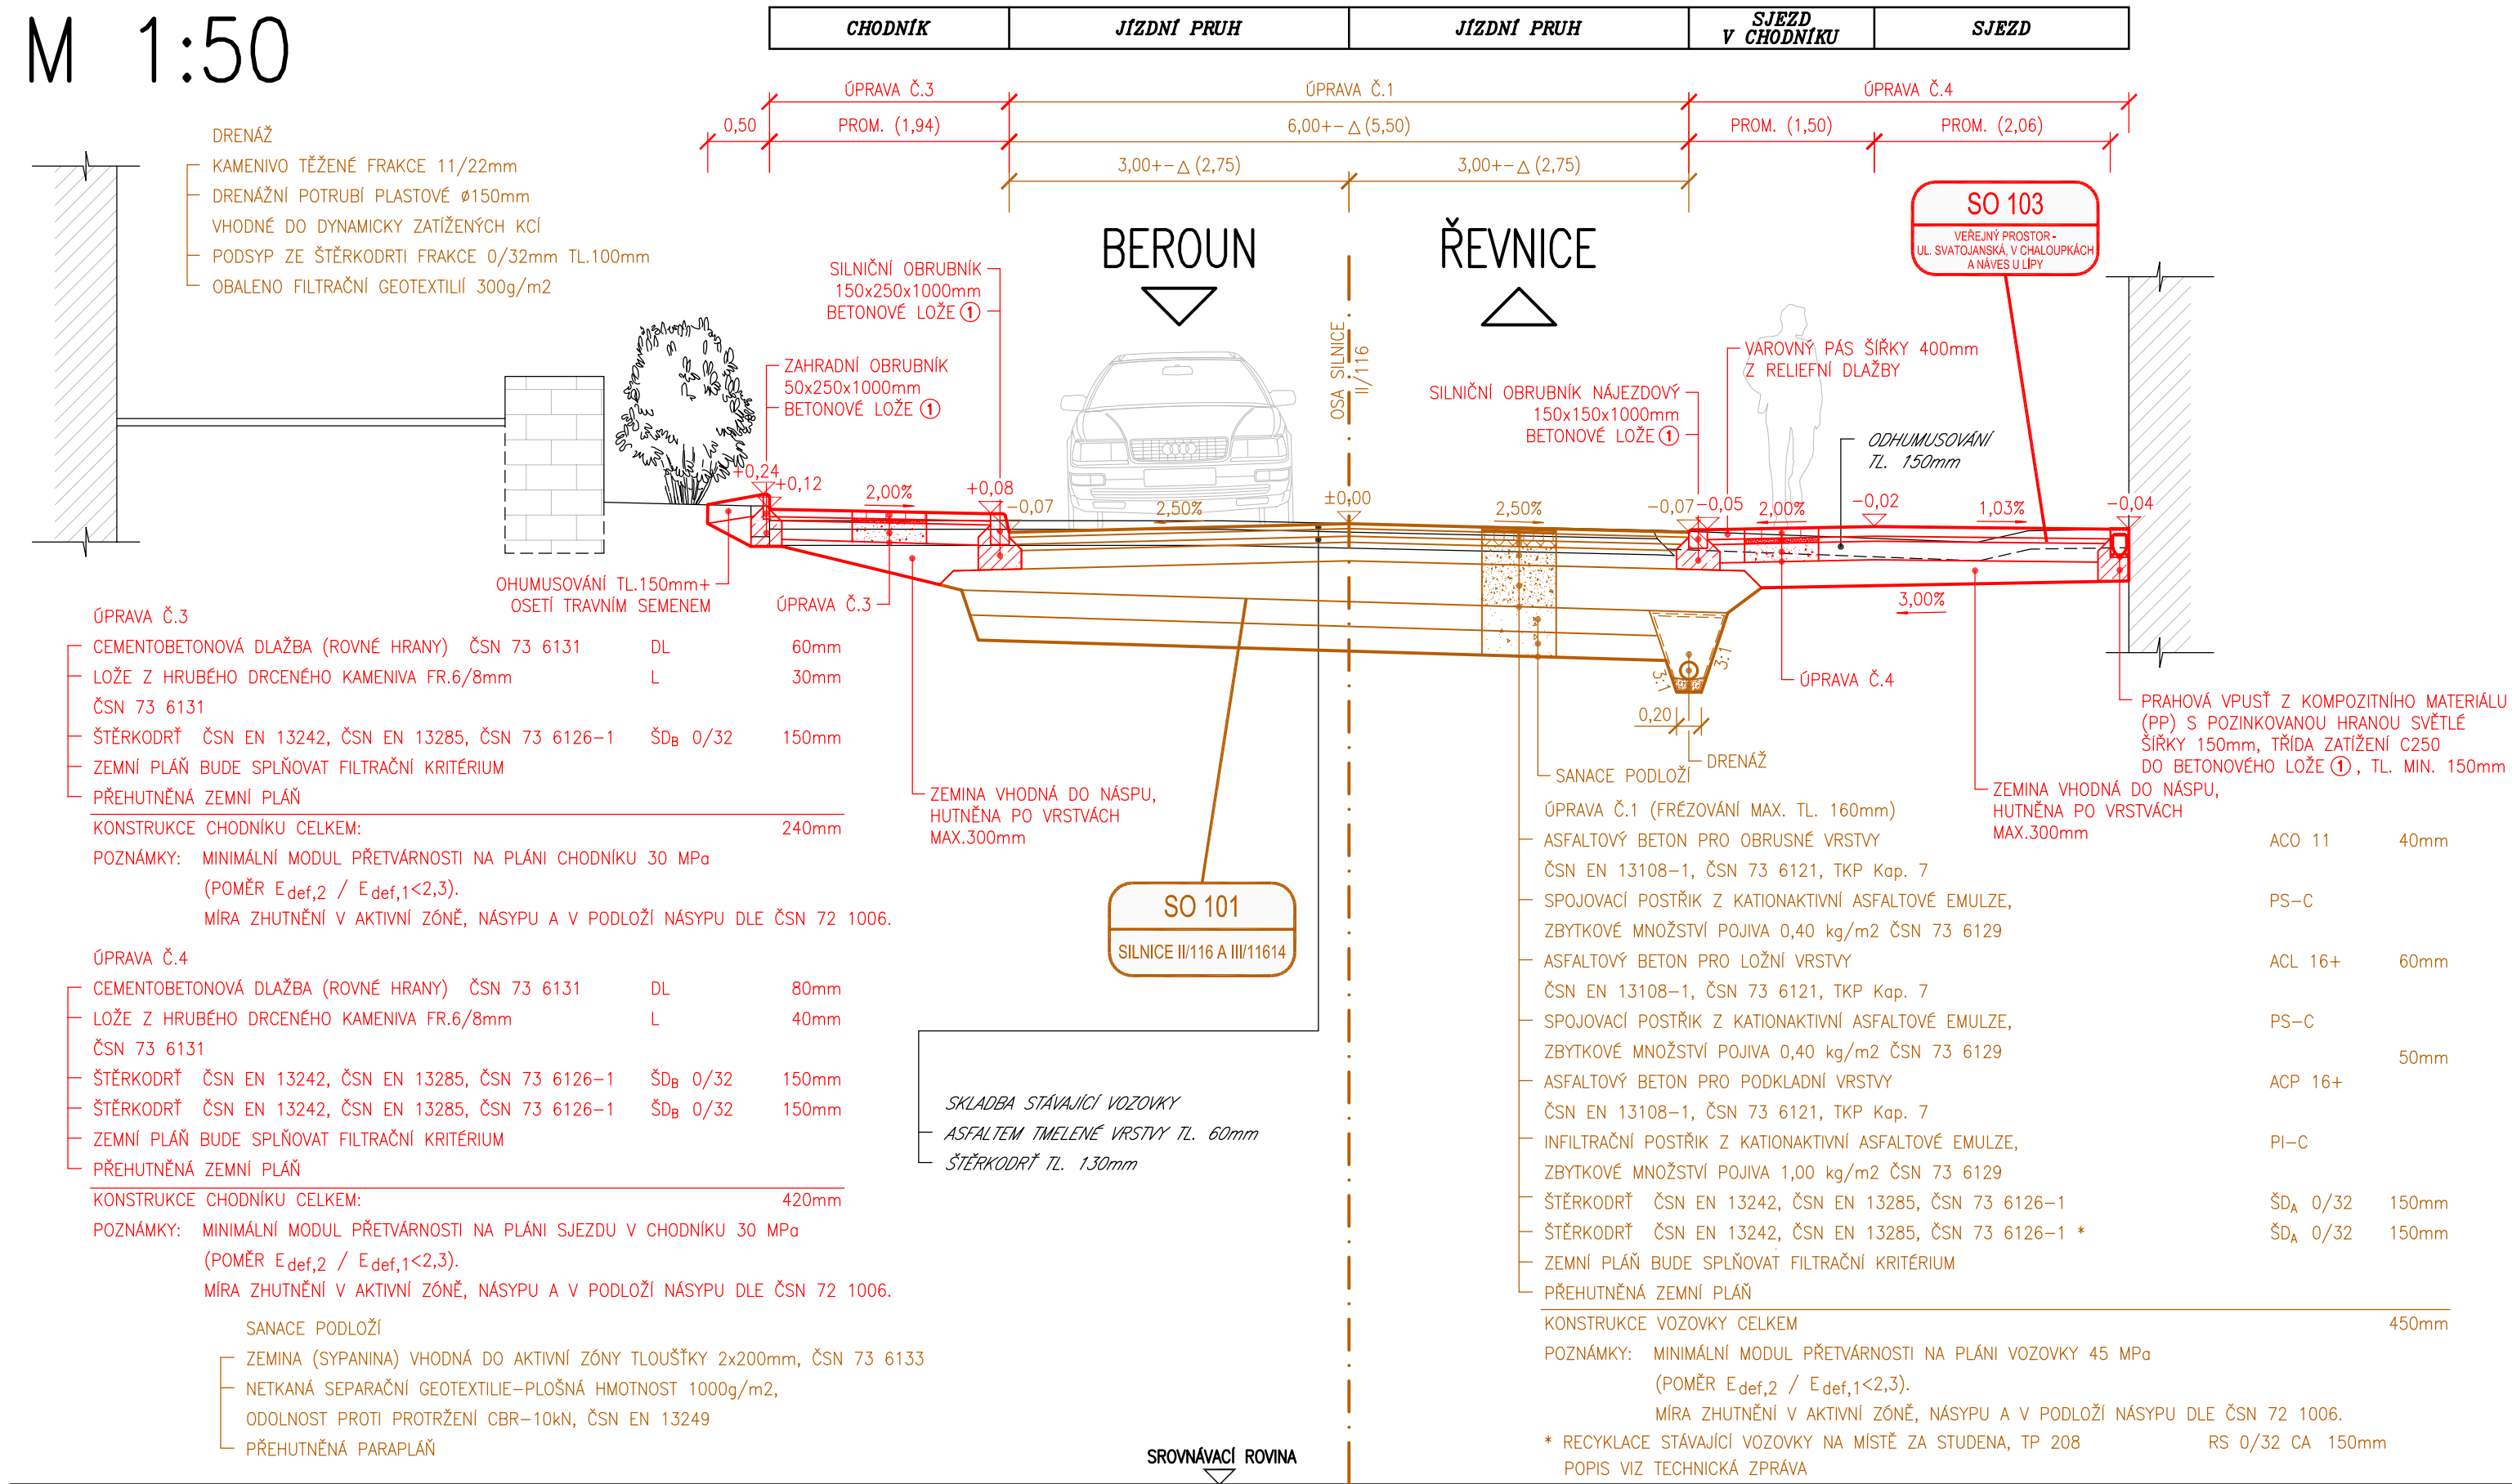 M 1:50
CHODNÍK
JÍZDNÍ PRUH
JÍZDNÍ PRUH
SJEZD
V CHODNÍKU
SJEZD
ÚPRAVA Č.3
ÚPRAVA Č.1
ÚPRAVA Č.4
0,50
PROM. (1,94)
6,00+-△(5,50)
PROM. (1,50)
PROM. (2,06)
3,00+-△(2,75)
3,00+-△(2,75)
DRENÁŽ
KAMENIVO TĚŽENÉ FRAKCE 11/22mm
DRENÁŽNÍ POTRUBÍ PLASTOVÉ ø150mm
VHODNÉ DO DYNAMICKY ZATÍŽENÝCH KCÍ
PODSYP ZE ŠTĚRKODRTI FRAKCE 0/32mm TL.100mm
OBALENO FILTRAČNÍ GEOTEXTILIÍ 300g/m2
BEROUN
ŘEVNICE
SO 103
VEŘEJNÝ PROSTOR -
UL. SVATOJANSKÁ, V CHALOUPKÁCH
A NÁVES U LÍPY
SILNIČNÍ OBRUBNÍK
150x250x1000mm
BETONOVÉ LOŽE ①
ZAHRADNÍ OBRUBNÍK
50x250x1000mm
BETONOVÉ LOŽE ①
OSA SILNICE
II/116
VAROVNÝ PÁS ŠÍŘKY 400mm
Z RELIEFNÍ DLAŽBY
SILNIČNÍ OBRUBNÍK NÁJEZDOVÝ
150x150x1000mm
BETONOVÉ LOŽE ①
ODHUMUSOVÁNÍ
TL. 150mm
+0,24
+0,12
2,00%
+0,08
-0,07
2,50%
±0,00
2,50%
-0,07
-0,05
2,00%
-0,02
1,03%
-0,04
3,00%
OHUMUSOVÁNÍ TL.150mm+
OSETÍ TRAVNÍM SEMENEM
ÚPRAVA Č.3
3:1
3:1
0,20
DRENÁŽ
SANACE PODLOŽÍ
ÚPRAVA Č.4
PRAHOVÁ VPUSŤ Z KOMPOZITNÍHO MATERIÁLU
(PP) S POZINKOVANOU HRANOU SVĚTLÉ
ŠÍŘKY 150mm, TŘÍDA ZATÍŽENÍ C250
DO BETONOVÉHO LOŽE ①, TL. MIN. 150mm
ZEMINA VHODNÁ DO NÁSPU,
HUTNĚNA PO VRSTVÁCH
MAX.300mm
ZEMINA VHODNÁ DO NÁSPU,
HUTNĚNA PO VRSTVÁCH
MAX.300mm
ÚPRAVA Č.3
CEMENTOBETONOVÁ DLAŽBA (ROVNÉ HRANY) ČSN 73 6131 DL 60mm
LOŽE Z HRUBÉHO DRCENÉHO KAMENIVA FR.6/8mm L 30mm
ČSN 73 6131
ŠTĚRKODRŤ ČSN EN 13242, ČSN EN 13285, ČSN 73 6126-1 ŠDB 0/32 150mm
ZEMNÍ PLÁŇ BUDE SPLŇOVAT FILTRAČNÍ KRITÉRIUM
PŘEHUTNĚNÁ ZEMNÍ PLÁŇ
KONSTRUKCE CHODNÍKU CELKEM: 240mm
POZNÁMKY: MINIMÁLNÍ MODUL PŘETVÁRNOSTI NA PLÁNI CHODNÍKU 30 MPa
(POMĚR Edef,2 / Edef,1<2,3).
MÍRA ZHUTNĚNÍ V AKTIVNÍ ZÓNĚ, NÁSYPU A V PODLOŽÍ NÁSYPU DLE ČSN 72 1006.
ÚPRAVA Č.4
CEMENTOBETONOVÁ DLAŽBA (ROVNÉ HRANY) ČSN 73 6131 DL 80mm
LOŽE Z HRUBÉHO DRCENÉHO KAMENIVA FR.6/8mm L 40mm
ČSN 73 6131
ŠTĚRKODRŤ ČSN EN 13242, ČSN EN 13285, ČSN 73 6126-1 ŠDB 0/32 150mm
ŠTĚRKODRŤ ČSN EN 13242, ČSN EN 13285, ČSN 73 6126-1 ŠDB 0/32 150mm
ZEMNÍ PLÁŇ BUDE SPLŇOVAT FILTRAČNÍ KRITÉRIUM
PŘEHUTNĚNÁ ZEMNÍ PLÁŇ
KONSTRUKCE CHODNÍKU CELKEM: 420mm
POZNÁMKY: MINIMÁLNÍ MODUL PŘETVÁRNOSTI NA PLÁNI SJEZDU V CHODNÍKU 30 MPa
(POMĚR Edef,2 / Edef,1<2,3).
MÍRA ZHUTNĚNÍ V AKTIVNÍ ZÓNĚ, NÁSYPU A V PODLOŽÍ NÁSYPU DLE ČSN 72 1006.
SANACE PODLOŽÍ
ZEMINA (SYPANINA) VHODNÁ DO AKTIVNÍ ZÓNY TLOUŠŤKY 2x200mm, ČSN 73 6133
NETKANÁ SEPARAČNÍ GEOTEXTILIE-PLOŠNÁ HMOTNOST 1000g/m2,
ODOLNOST PROTI PROTRŽENÍ CBR-10kN, ČSN EN 13249
PŘEHUTNĚNÁ PARAPLÁŇ
SO 101
SILNICE II/116 A III/11614
SKLADBA STÁVAJÍCÍ VOZOVKY
ASFALTEM TMELENÉ VRSTVY TL. 60mm
ŠTĚRKODRŤ TL. 130mm
ÚPRAVA Č.1 (FRÉZOVÁNÍ MAX. TL. 160mm)
ASFALTOVÝ BETON PRO OBRUSNÉ VRSTVY ACO 11 40mm
ČSN EN 13108-1, ČSN 73 6121, TKP Kap. 7
SPOJOVACÍ POSTŘIK Z KATIONAKTIVNÍ ASFALTOVÉ EMULZE, PS-C
ZBYTKOVÉ MNOŽSTVÍ POJIVA 0,40 kg/m2 ČSN 73 6129
ASFALTOVÝ BETON PRO LOŽNÍ VRSTVY ACL 16+ 60mm
ČSN EN 13108-1, ČSN 73 6121, TKP Kap. 7
SPOJOVACÍ POSTŘIK Z KATIONAKTIVNÍ ASFALTOVÉ EMULZE, PS-C
ZBYTKOVÉ MNOŽSTVÍ POJIVA 0,40 kg/m2 ČSN 73 6129 50mm
ASFALTOVÝ BETON PRO PODKLADNÍ VRSTVY ACP 16+
ČSN EN 13108-1, ČSN 73 6121, TKP Kap. 7
INFILTRAČNÍ POSTŘIK Z KATIONAKTIVNÍ ASFALTOVÉ EMULZE, PI-C
ZBYTKOVÉ MNOŽSTVÍ POJIVA 1,00 kg/m2 ČSN 73 6129
ŠTĚRKODRŤ ČSN EN 13242, ČSN EN 13285, ČSN 73 6126-1 ŠDA 0/32 150mm
ŠTĚRKODRŤ ČSN EN 13242, ČSN EN 13285, ČSN 73 6126-1 * ŠDA 0/32 150mm
ZEMNÍ PLÁŇ BUDE SPLŇOVAT FILTRAČNÍ KRITÉRIUM
PŘEHUTNĚNÁ ZEMNÍ PLÁŇ
KONSTRUKCE VOZOVKY CELKEM 450mm
POZNÁMKY: MINIMÁLNÍ MODUL PŘETVÁRNOSTI NA PLÁNI VOZOVKY 45 MPa
(POMĚR Edef,2 / Edef,1<2,3).
MÍRA ZHUTNĚNÍ V AKTIVNÍ ZÓNĚ, NÁSYPU A V PODLOŽÍ NÁSYPU DLE ČSN 72 1006.
* RECYKLACE STÁVAJÍCÍ VOZOVKY NA MÍSTĚ ZA STUDENA, TP 208 RS 0/32 CA 150mm
POPIS VIZ TECHNICKÁ ZPRÁVA
SROVNÁVACÍ ROVINA